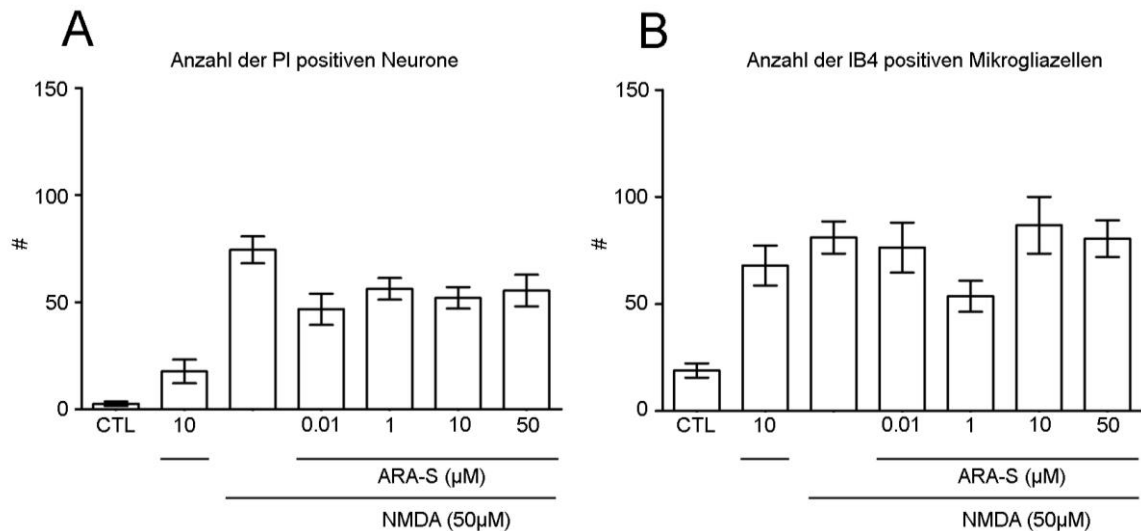 A
Anzahl der PI positiven Neurone
150
100
50
0
#
CTL 10 0.01 1 10 50
ARA-S (µM)
NMDA (50µM)
B
Anzahl der IB4 positiven Mikrogliazellen
150
100
50
0
#
CTL 10 0.01 1 10 50
ARA-S (µM)
NMDA (50µM)